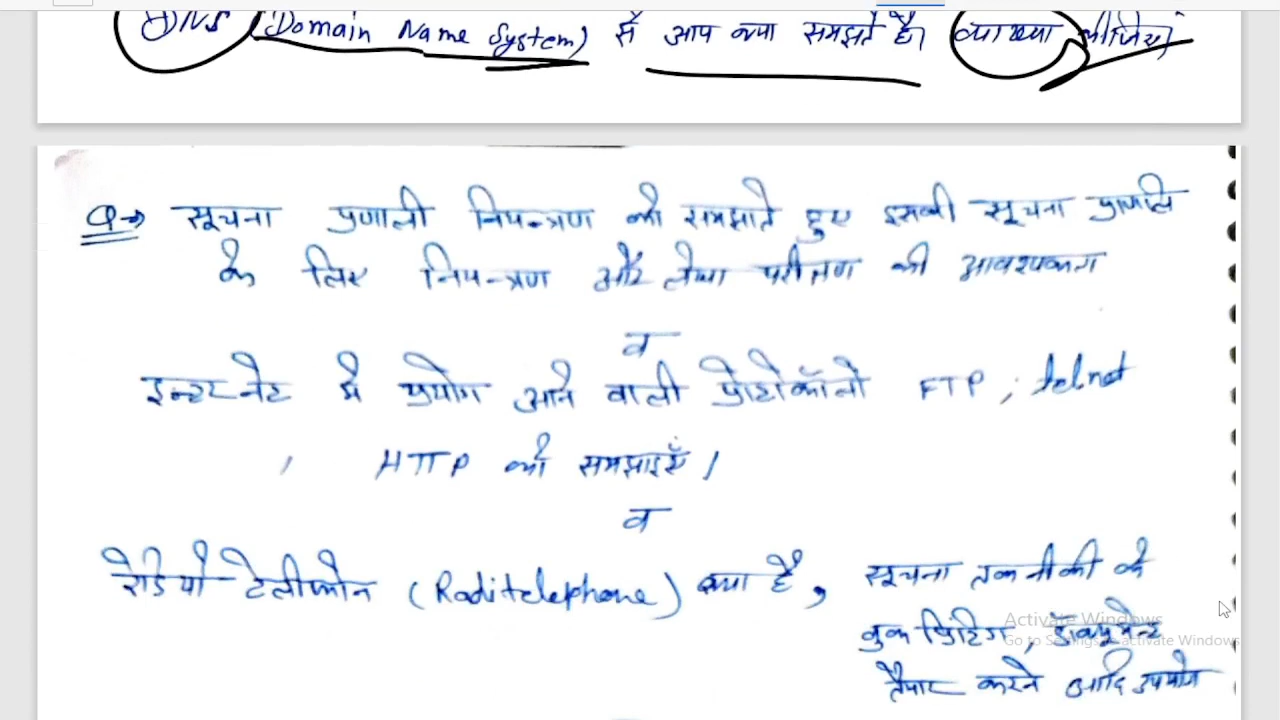 DNS (Domain Name System) से आप क्या समझते है। व्याख्या कीजिये।
Q→ सूचना प्रणाली नियन्त्रण को समझाते हुए इसकी सूचना प्रणाली
के लिए नियन्त्रण और लेखा परीक्षण की आवश्यकता
व
इन्टरनेट मे प्रयोग आने वाली प्रोटोकॉलो FTP, telnet
, HTTP को समझाइएँ।
व
रेडियो टेलीफोन (Raditelephone) क्या है, सूचना तकनीकी के
बुक प्रिंटिग, डाक्यूमेन्ट
तैयार करने आदि उपयोग
Activate Windows
Go to Settings to activate Windows